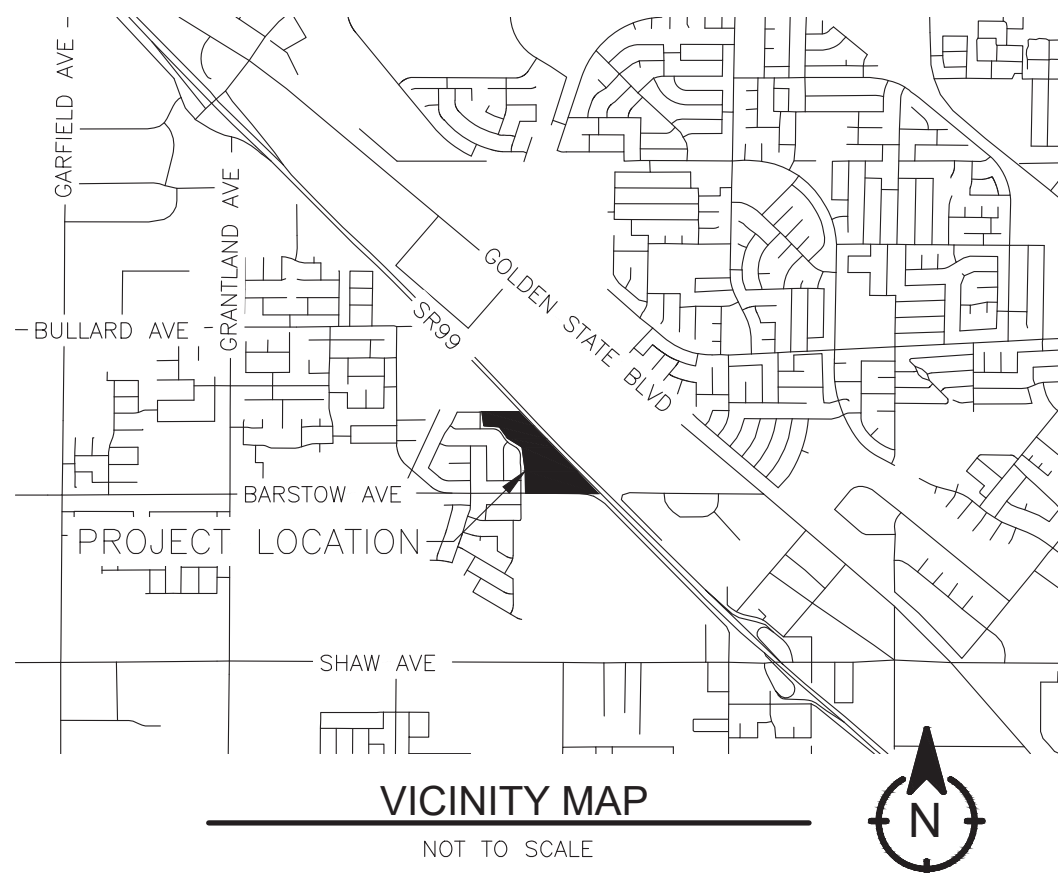 GARFIELD AVE
GRANTLAND AVE
GOLDEN STATE BLVD
SR99
BULLARD AVE
BARSTOW AVE
PROJECT LOCATION
SHAW AVE
VICINITY MAP
NOT TO SCALE
N